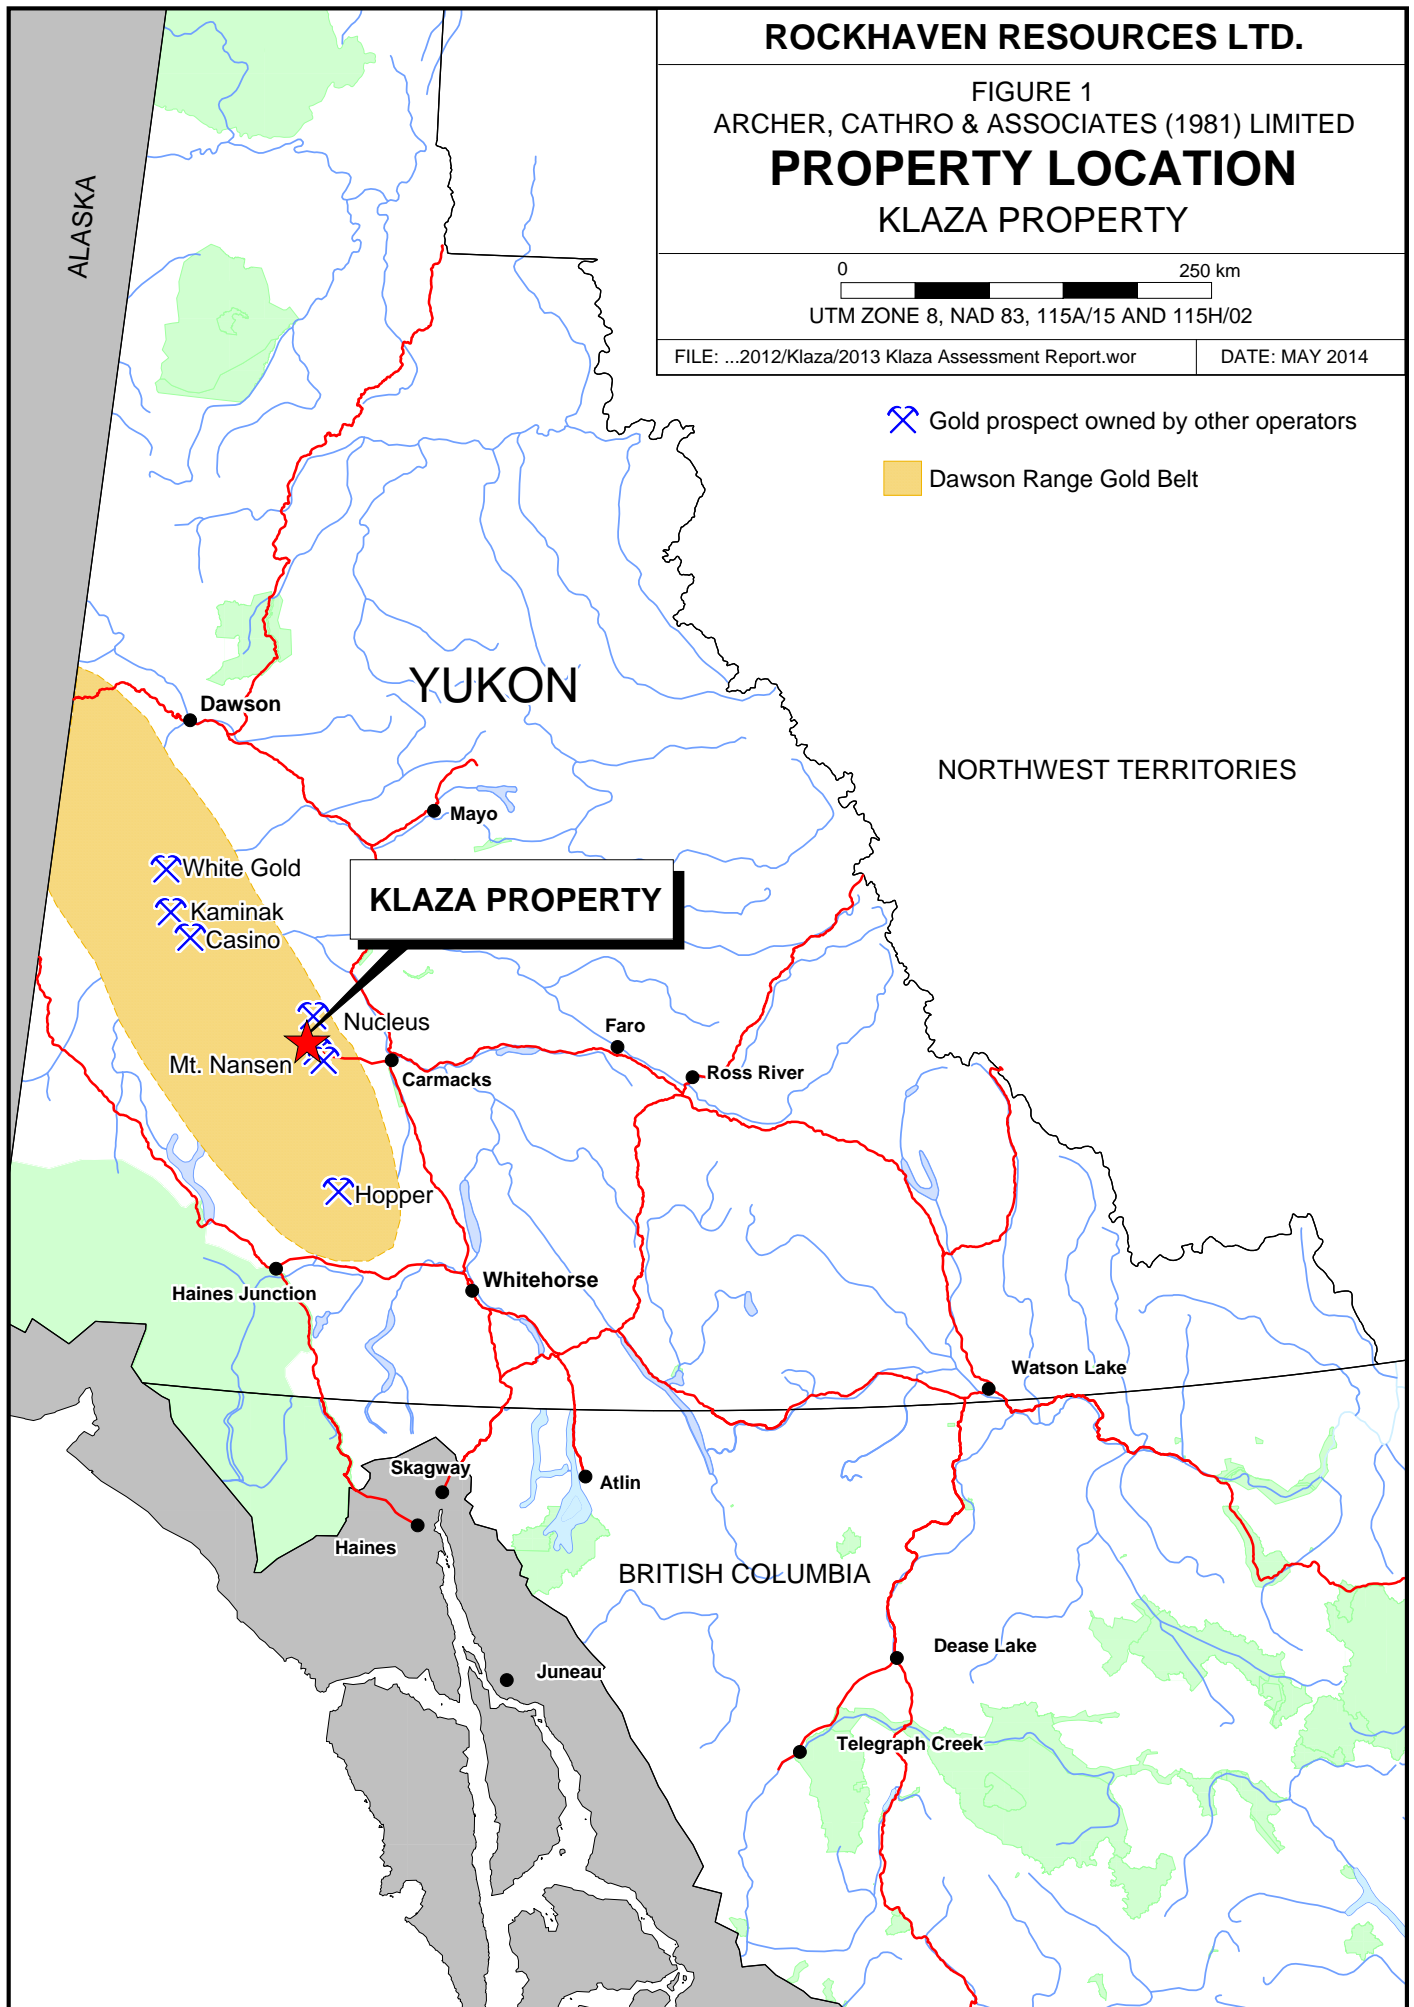 ROCKHAVEN RESOURCES LTD.
FIGURE 1
ARCHER, CATHRO & ASSOCIATES (1981) LIMITED
PROPERTY LOCATION
KLAZA PROPERTY
0 250 km
UTM ZONE 8, NAD 83, 115A/15 AND 115H/02
FILE: ...2012/Klaza/2013 Klaza Assessment Report.wor DATE: MAY 2014
Gold prospect owned by other operators
Dawson Range Gold Belt
ALASKA
YUKON
Dawson
NORTHWEST TERRITORIES
Mayo
White Gold
KLAZA PROPERTY
Kaminak
Casino
Nucleus
Faro
Mt. Nansen
Carmacks
Ross River
Hopper
Haines Junction
Whitehorse
Watson Lake
Skagway
Atlin
Haines
BRITISH COLUMBIA
Dease Lake
Juneau
Telegraph Creek